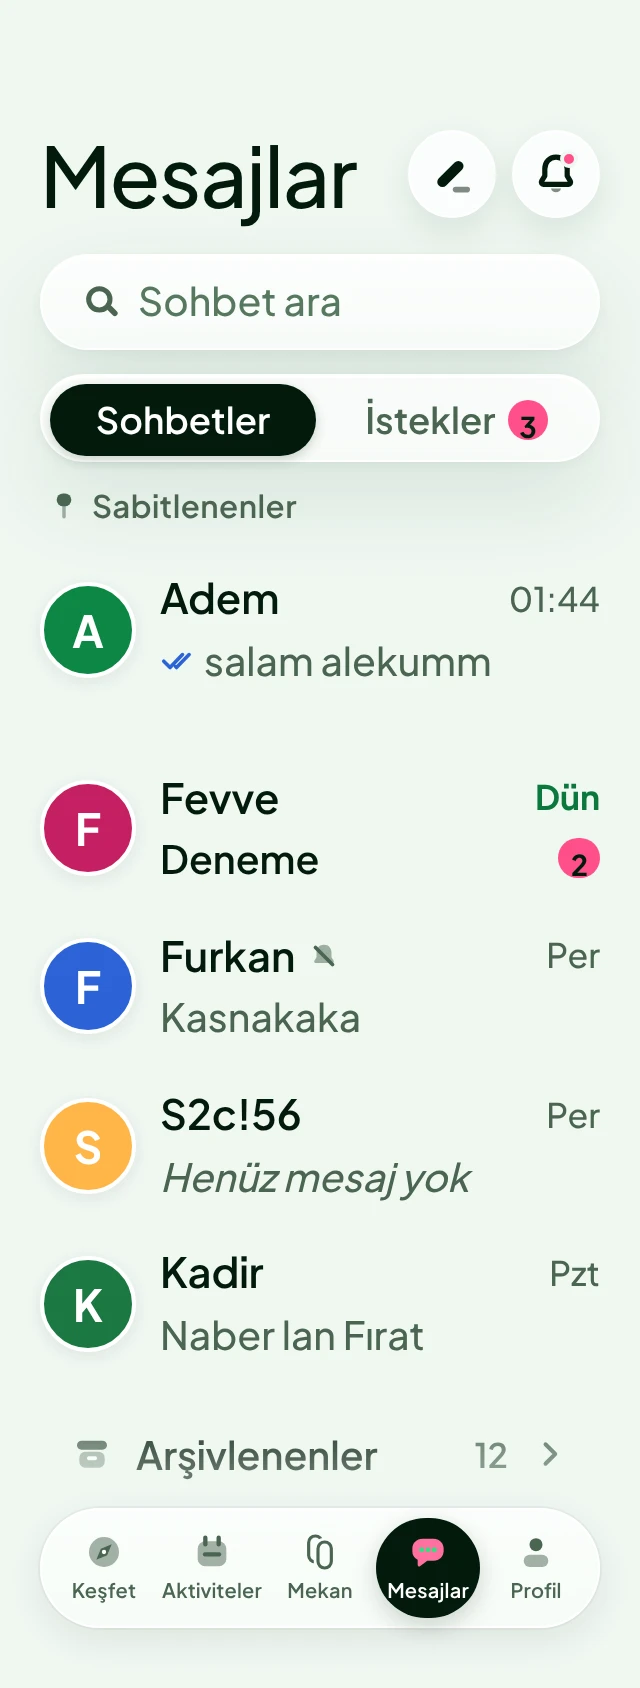 Mesajlar
Sohbet ara
Sohbetler
İstekler 3
Sabitlenenler
A
Adem 01:44
salam alekumm
F
Fevve Dün
Deneme 2
F
Furkan Per
Kasnakaka
S
S2c!56 Per
Henüz mesaj yok
K
Kadir Pzt
Naber lan Fırat
Arşivlenenler 12
Keşfet Aktiviteler Mekan Mesajlar Profil